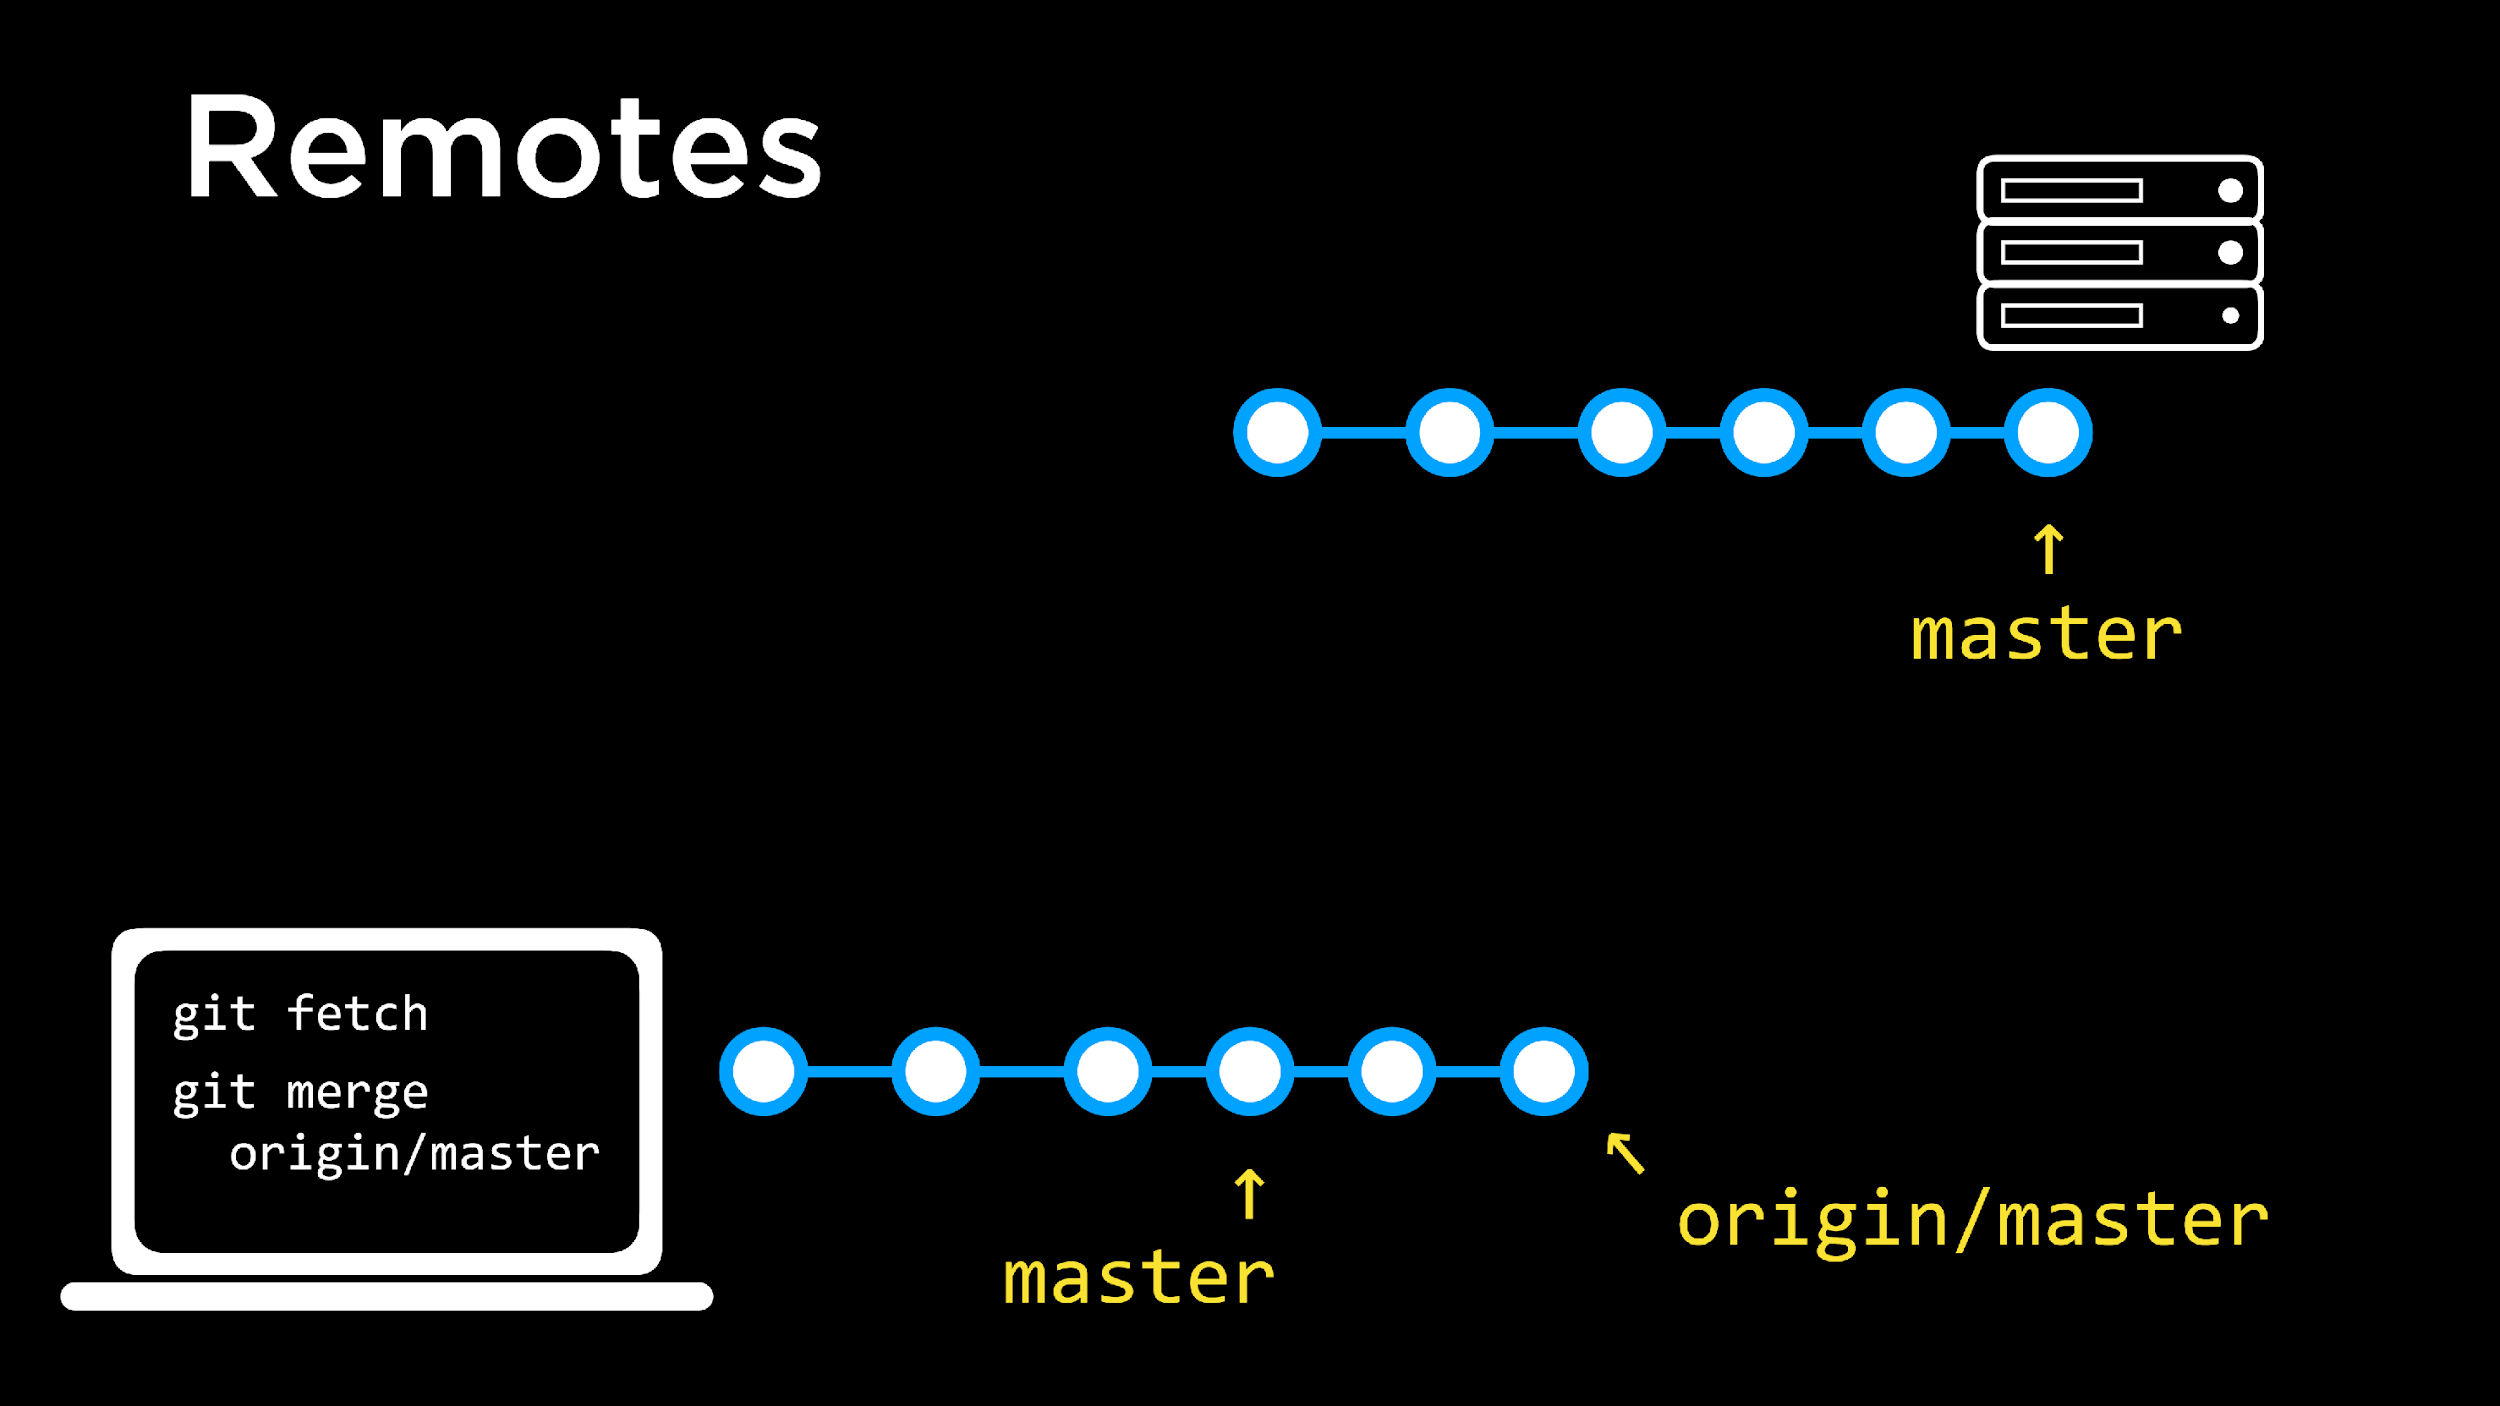 Remotes
↑
master
git fetch
git merge
origin/master
↖
origin/master
↑
master